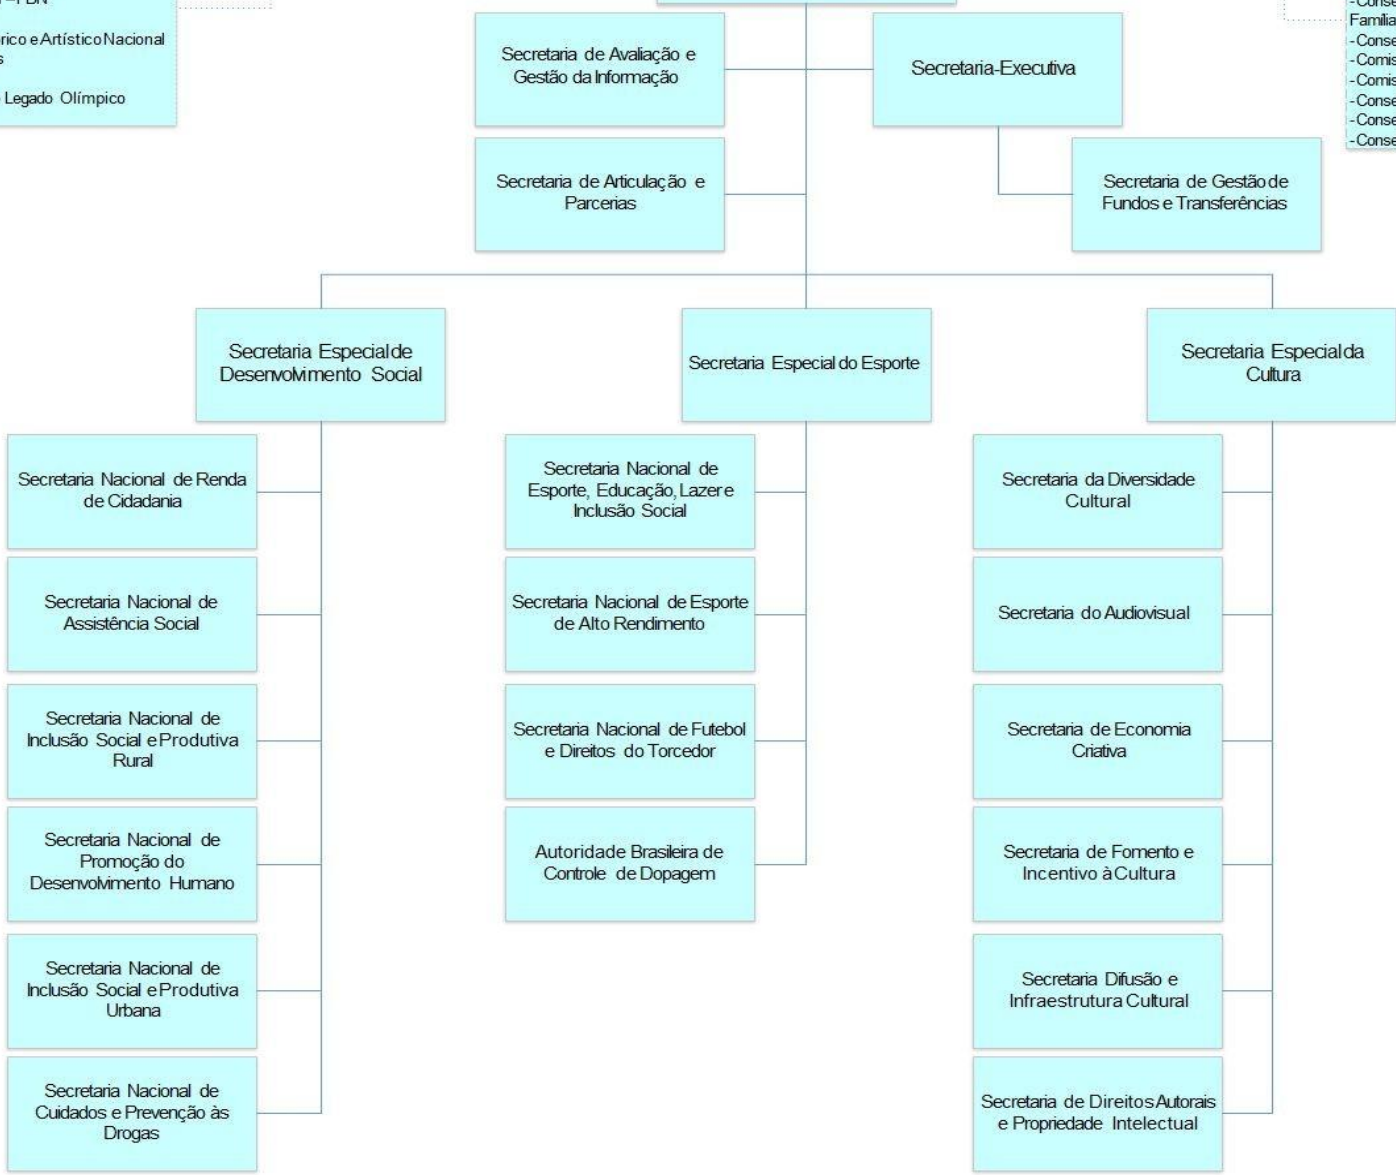 FBN
rico e Artístico Nacional
s
Legado Olímpico
Secretaria de Avaliação e
Gestão da Informação
Secretaria-Executiva
Família
Secretaria de Articulação e
Parcerias
Secretaria de Gestão de
Fundos e Transferências
Secretaria Especial de
Desenvolvimento Social
Secretaria Especial do Esporte
Secretaria Especial da
Cultura
Secretaria Nacional de Renda
de Cidadania
Secretaria Nacional de
Assistência Social
Secretaria Nacional de
Inclusão Social e Produtiva
Rural
Secretaria Nacional de
Promoção do
Desenvolvimento Humano
Secretaria Nacional de
Inclusão Social e Produtiva
Urbana
Secretaria Nacional de
Cuidados e Prevenção às
Drogas
Secretaria Nacional de
Esporte, Educação, Lazer e
Inclusão Social
Secretaria Nacional de Esporte
de Alto Rendimento
Secretaria Nacional de Futebol
e Direitos do Torcedor
Autoridade Brasileira de
Controle de Dopagem
Secretaria da Diversidade
Cultural
Secretaria do Audiovisual
Secretaria de Economia
Criativa
Secretaria de Fomento e
Incentivo à Cultura
Secretaria Difusão e
Infraestrutura Cultural
Secretaria de Direitos Autorais
e Propriedade Intelectual